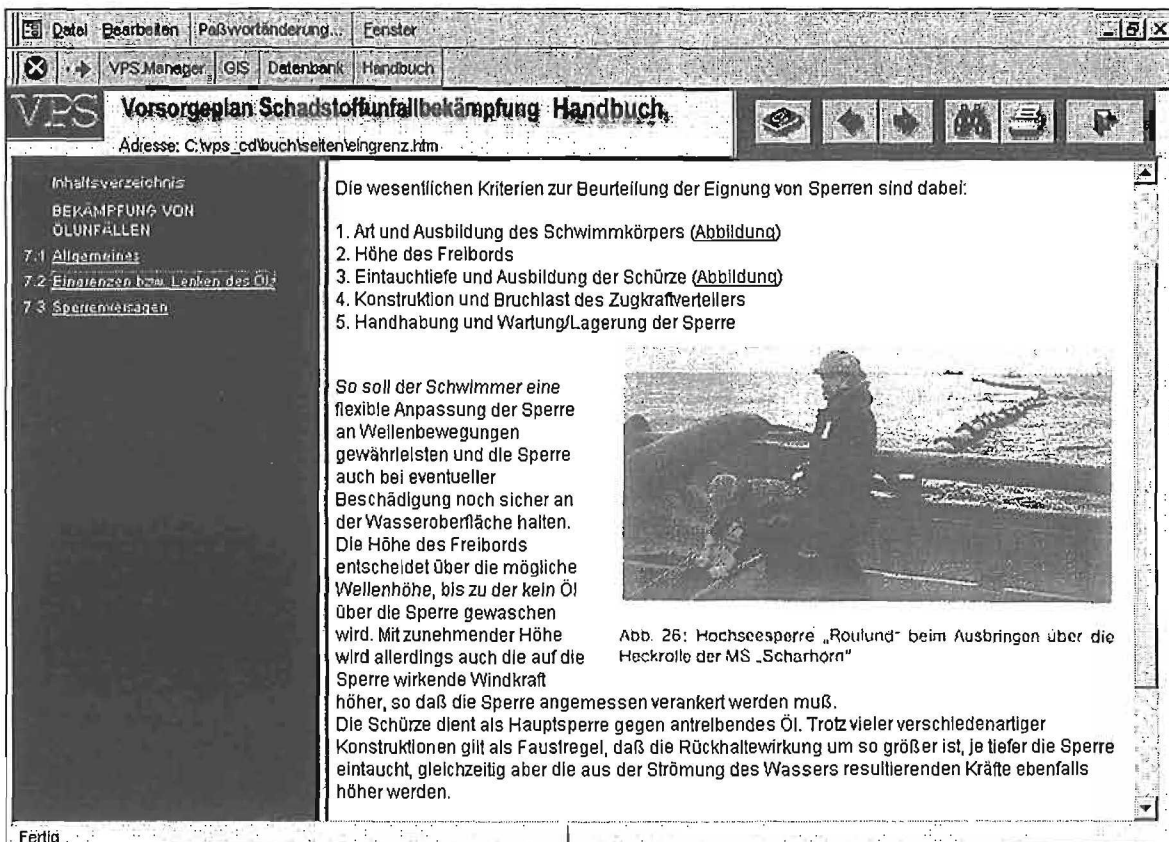 Datei Bearbeiten Paßwortänderung... Fenster
VPS.Manager GIS Datenbank Handbuch
VPS
Vorsorgeplan Schadstoffunfallbekämpfung Handbuch
Adresse: C:\vps_cd\buch\seiten\eingrenz.htm
Inhaltsverzeichnis
BEKÄMPFUNG VON
ÖLUNFÄLLEN
7.1 Allgemeines
7.2 Eingrenzen bzw. Lenken des Öls
7.3 Sperrenversagen
Die wesentlichen Kriterien zur Beurteilung der Eignung von Sperren sind dabei:
1. Art und Ausbildung des Schwimmkörpers (Abbildung)
2. Höhe des Freibords
3. Eintauchtiefe und Ausbildung der Schürze (Abbildung)
4. Konstruktion und Bruchlast des Zugkraftverteilers
5. Handhabung und Wartung/Lagerung der Sperre
So soll der Schwimmer eine
flexible Anpassung der Sperre
an Wellenbewegungen
gewährleisten und die Sperre
auch bei eventueller
Beschädigung noch sicher an
der Wasseroberfläche halten.
Die Höhe des Freibords
entscheidet über die mögliche
Wellenhöhe, bis zu der kein Öl
über die Sperre gewaschen
wird. Mit zunehmender Höhe
wird allerdings auch die auf die
Sperre wirkende Windkraft
höher, so daß die Sperre angemessen verankert werden muß.
Die Schürze dient als Hauptsperre gegen antreibendes Öl. Trotz vieler verschiedenartiger
Konstruktionen gilt als Faustregel, daß die Rückhaltewirkung um so größer ist, je tiefer die Sperre
eintaucht, gleichzeitig aber die aus der Strömung des Wassers resultierenden Kräfte ebenfalls
höher werden.
Abb. 26: Hochseesperre „Roulund" beim Ausbringen über die
Heckrolle der MS „Scharhörn"
Fertig